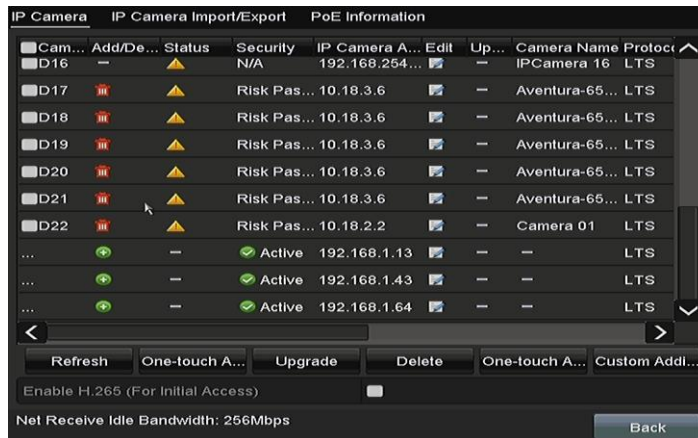 IP Camera IP Camera Import/Export PoE Information
Cam... Add/De... Status Security IP Camera A... Edit Up... Camera Name Protoc
D16 — N/A 192.168.254... — IPCamera 16 LTS
D17 Risk Pas... 10.18.3.6 — Aventura-65... LTS
D18 Risk Pas... 10.18.3.6 — Aventura-65... LTS
D19 Risk Pas... 10.18.3.6 — Aventura-65... LTS
D20 Risk Pas... 10.18.3.6 — Aventura-65... LTS
D21 Risk Pas... 10.18.3.6 — Aventura-65... LTS
D22 Risk Pas... 10.18.2.2 — Camera 01 LTS
... — Active 192.168.1.13 — — LTS
... — Active 192.168.1.43 — — LTS
... — Active 192.168.1.64 — — LTS
Refresh One-touch A... Upgrade Delete One-touch A... Custom Addi...
Enable H.265 (For Initial Access)
Net Receive Idle Bandwidth: 256Mbps
Back